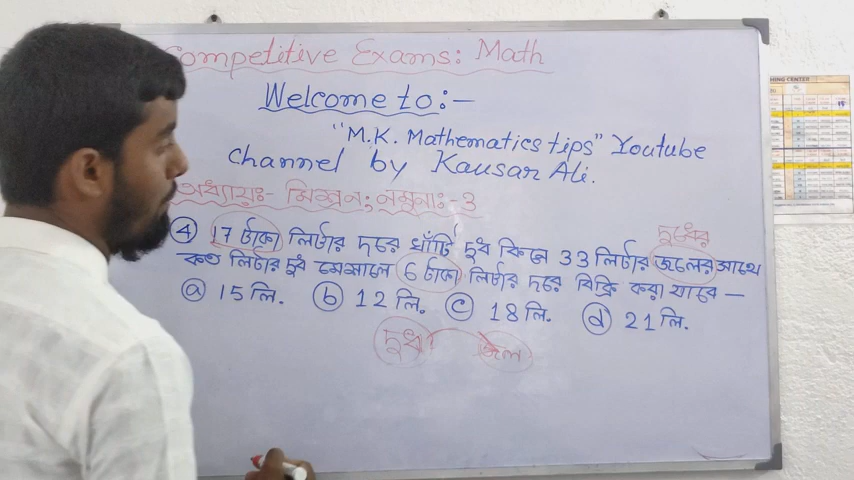 Competitive Exams: Math
Welcome to:-
"M.K. Mathematics tips" Youtube
channel by Kausar Ali.
অধ্যায়ঃ- মিশ্রন; নমুনাঃ-3
দুধের
④ 17 টাকা লিটার দরে খাঁটি দুধ কিনে 33 লিটার জলের সাথে
কত লিটার দুধ মেশালে 6 টাকা লিটার দরে বিক্রি করা যাবে —
ⓐ 15 লি. ⓑ 12 লি. ⓒ 18 লি. ⓓ 21 লি.
দুধ জল